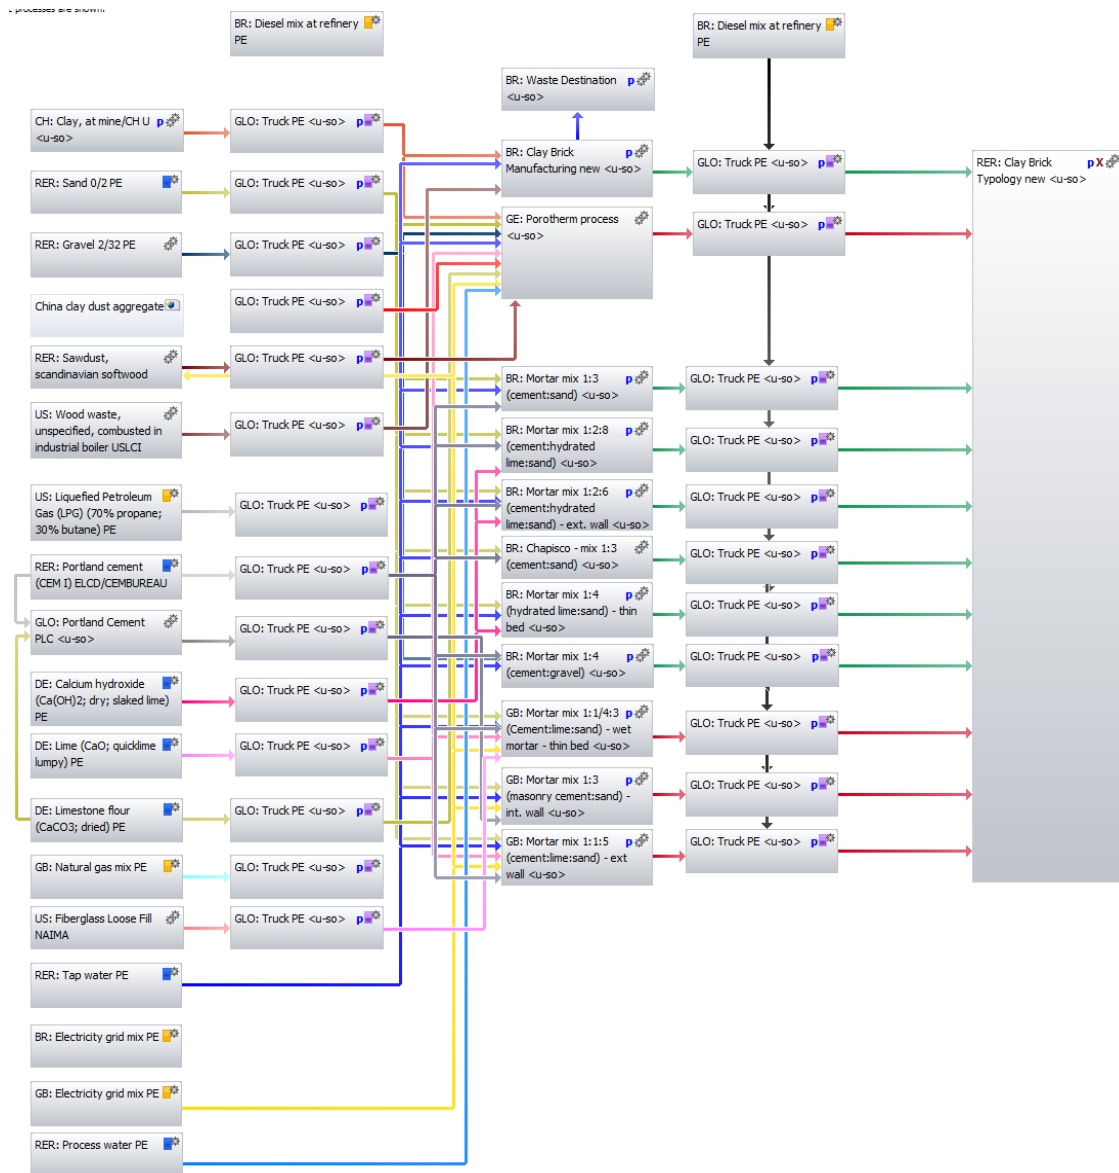 processes are shown.
BR: Diesel mix at refinery
PE
BR: Diesel mix at refinery
PE
BR: Waste Destination p
<u-so>
CH: Clay, at mine/CH U p
<u-so>
GLO: Truck PE <u-so> p
BR: Clay Brick p
Manufacturing new <u-so>
GLO: Truck PE <u-so> p
RER: Clay Brick pX
Typology new <u-so>
RER: Sand 0/2 PE
GLO: Truck PE <u-so> p
GE: Porotherm process
<u-so>
GLO: Truck PE <u-so> p
RER: Gravel 2/32 PE
GLO: Truck PE <u-so> p
China clay dust aggregate
GLO: Truck PE <u-so> p
RER: Sawdust,
scandinavian softwood
GLO: Truck PE <u-so> p
BR: Mortar mix 1:3 p
(cement:sand) <u-so>
GLO: Truck PE <u-so> p
US: Wood waste,
unspecified, combusted in
industrial boiler USLCI
GLO: Truck PE <u-so> p
BR: Mortar mix 1:2:8 p
(cement:hydrated
lime:sand) <u-so>
GLO: Truck PE <u-so> p
US: Liquefied Petroleum
Gas (LPG) (70% propane;
30% butane) PE
GLO: Truck PE <u-so> p
BR: Mortar mix 1:2:6 p
(cement:hydrated
lime:sand) - ext. wall <u-so>
GLO: Truck PE <u-so> p
RER: Portland cement
(CEM I) ELCD/CEMBUREAU
GLO: Truck PE <u-so> p
BR: Chapisco - mix 1:3
(cement:sand) <u-so>
GLO: Truck PE <u-so> p
GLO: Portland Cement
PLC <u-so>
GLO: Truck PE <u-so> p
BR: Mortar mix 1:4 p
(hydrated lime:sand) - thin
bed <u-so>
GLO: Truck PE <u-so> p
BR: Mortar mix 1:4 p
(cement:gravel) <u-so>
GLO: Truck PE <u-so> p
DE: Calcium hydroxide
(Ca(OH)2; dry; slaked lime)
PE
GLO: Truck PE <u-so> p
GB: Mortar mix 1:1/4:3 p
(Cement:lime:sand) - wet
mortar - thin bed <u-so>
GLO: Truck PE <u-so> p
DE: Lime (CaO; quicklime
lumpy) PE
GLO: Truck PE <u-so> p
GB: Mortar mix 1:3 p
(masonry cement:sand) -
int. wall <u-so>
GLO: Truck PE <u-so> p
DE: Limestone flour
(CaCO3; dried) PE
GLO: Truck PE <u-so> p
GB: Mortar mix 1:1:5 p
(cement:lime:sand) - ext
wall <u-so>
GLO: Truck PE <u-so> p
GB: Natural gas mix PE
GLO: Truck PE <u-so> p
US: Fiberglass Loose Fill
NAIMA
GLO: Truck PE <u-so> p
RER: Tap water PE
BR: Electricity grid mix PE
GB: Electricity grid mix PE
RER: Process water PE